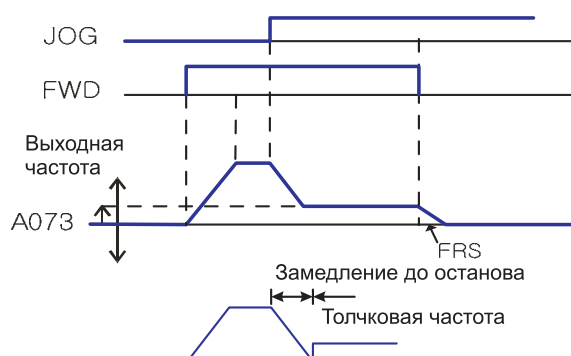 JOG
FWD
Выходная
частота
A073
FRS
Замедление до останова
Толчковая частота